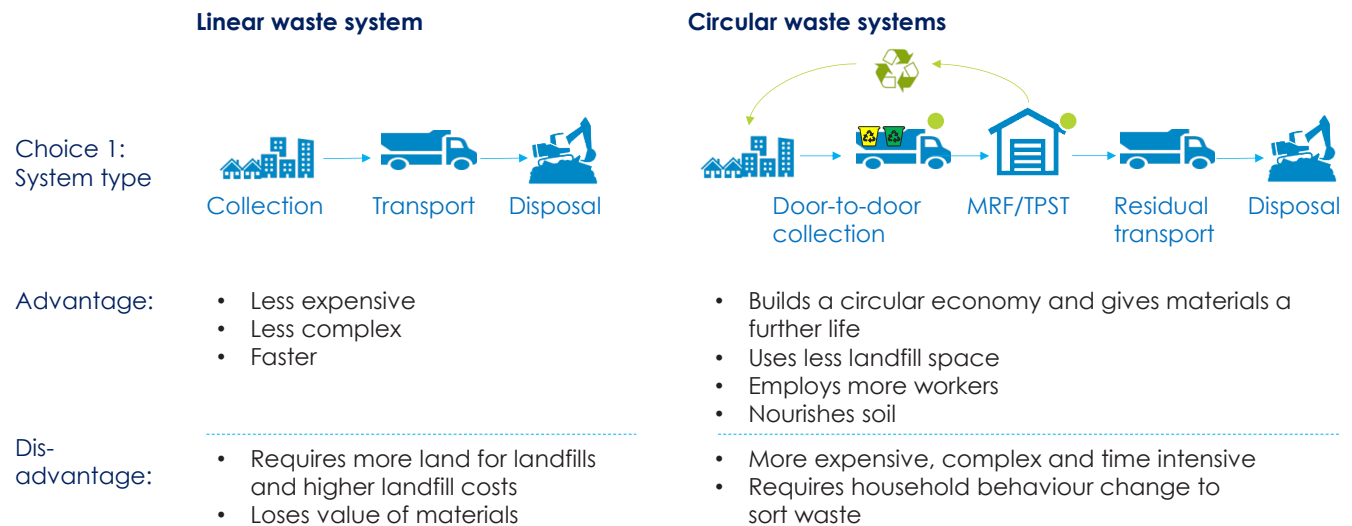 Linear waste system
Circular waste systems
Choice 1:
System type
Collection
Transport
Disposal
Door-to-door
collection
MRF/TPST
Residual
transport
Disposal
Advantage:
• Less expensive
• Less complex
• Faster
• Builds a circular economy and gives materials a
further life
• Uses less landfill space
• Employs more workers
• Nourishes soil
Dis-
advantage:
• Requires more land for landfills
and higher landfill costs
• Loses value of materials
• More expensive, complex and time intensive
• Requires household behaviour change to
sort waste